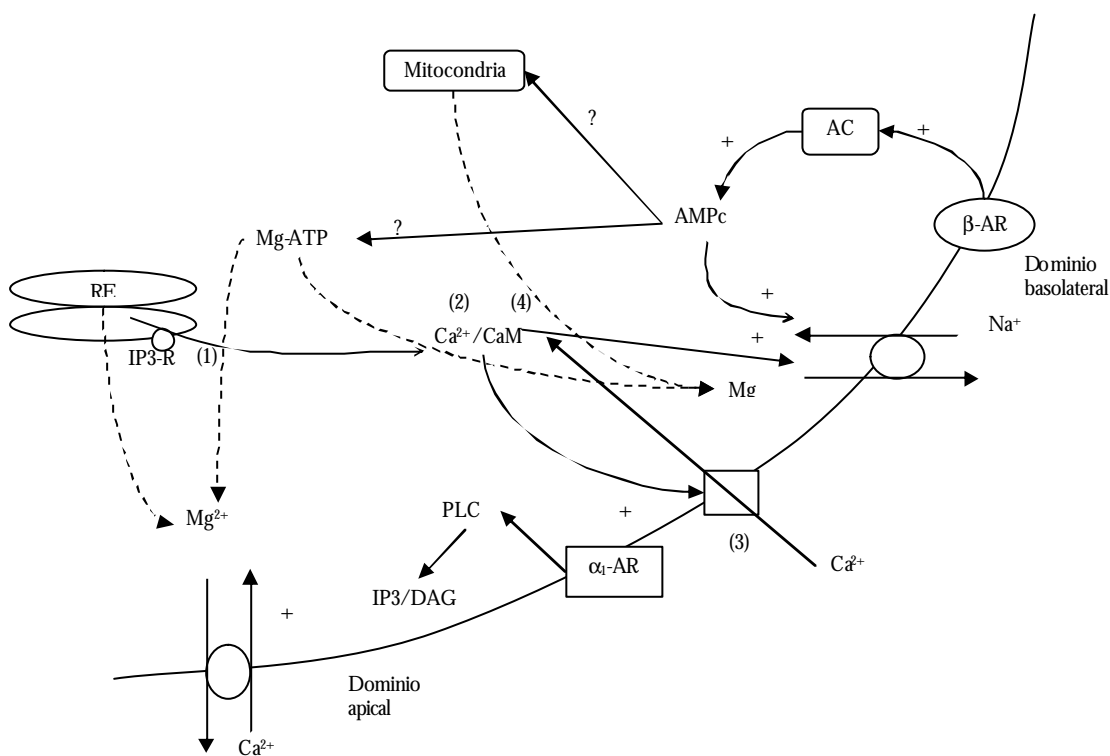 Mitocondria
AC
+
+
?
AMPc
β-AR
?
Mg-ATP
Dominio
basolateral
RE
(2)
(4)
+
Na⁺
Ca²⁺/CaM
+
IP3-R
(1)
Mg
Mg²⁺
PLC
+
(3)
α₁-AR
Ca²⁺
IP3/DAG
+
Dominio
apical
Ca²⁺